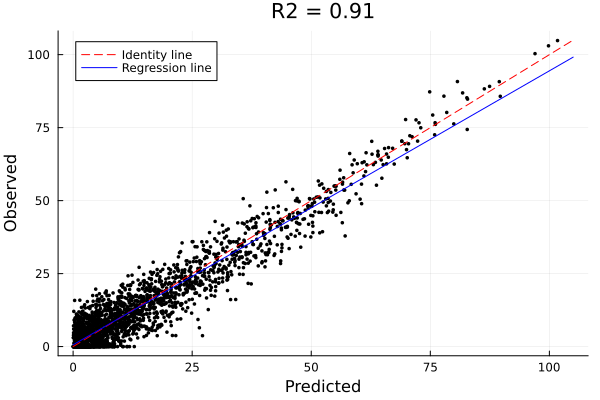 R2 = 0.91
Identity line
Regression line
Observed
100
75
50
25
0
0 25 50 75 100
Predicted